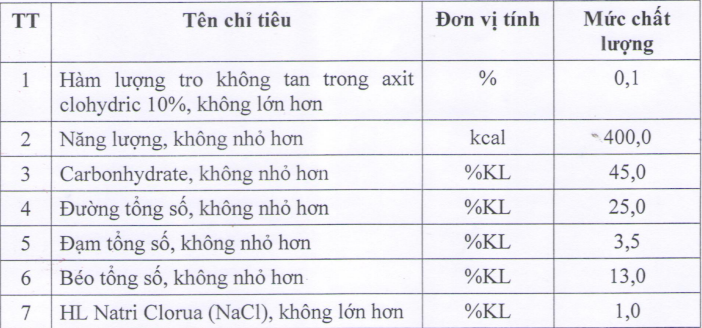 TT Tên chỉ tiêu Đơn vị tính Mức chất
lượng
1 Hàm lượng tro không tan trong axit % 0,1
clohydric 10%, không lớn hơn
2 Năng lượng, không nhỏ hơn kcal 400,0
3 Carbonhydrate, không nhỏ hơn %KL 45,0
4 Đường tổng số, không nhỏ hơn %KL 25,0
5 Đạm tổng số, không nhỏ hơn %KL 3,5
6 Béo tổng số, không nhỏ hơn %KL 13,0
7 HL Natri Clorua (NaCl), không lớn hơn %KL 1,0